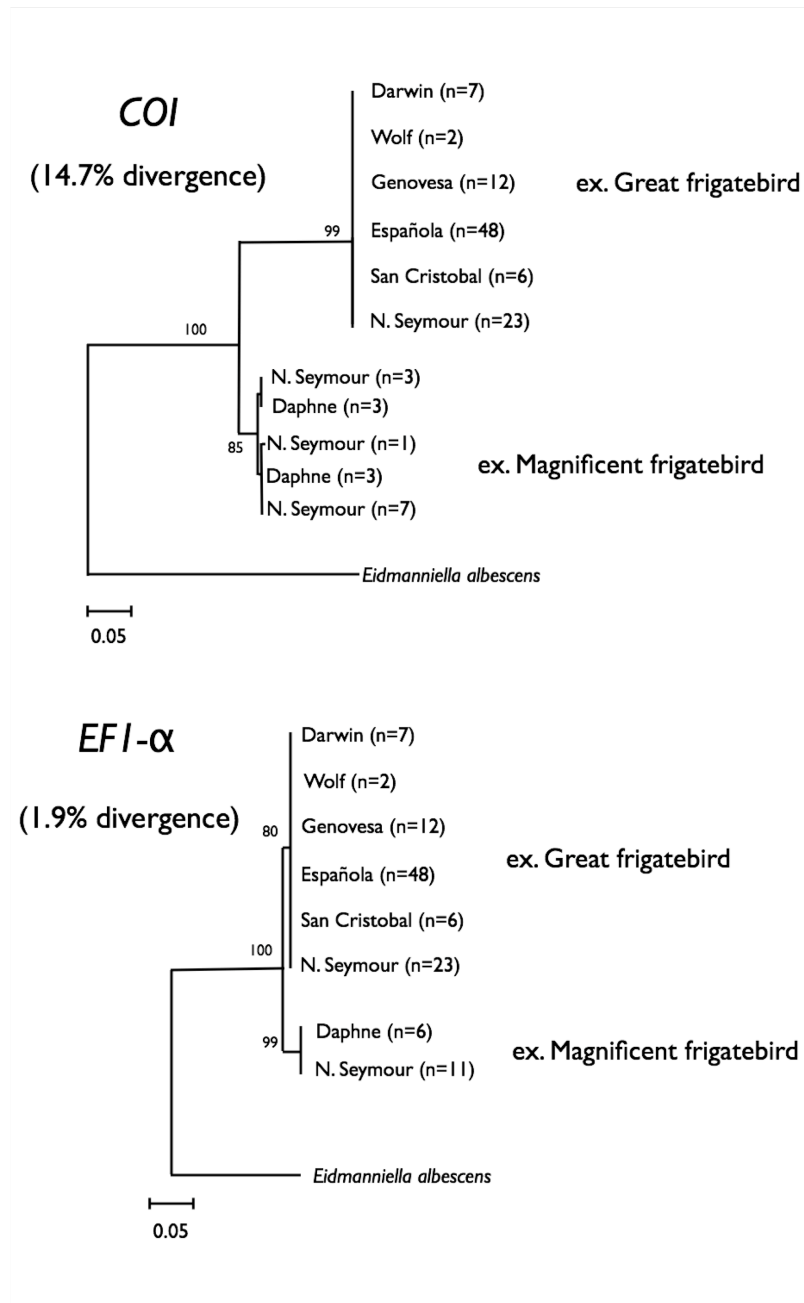 COI
(14.7% divergence)
Darwin (n=7)
Wolf (n=2)
Genovesa (n=12)
ex. Great frigatebird
Española (n=48)
San Cristobal (n=6)
N. Seymour (n=23)
99
100
N. Seymour (n=3)
Daphne (n=3)
85
N. Seymour (n=1)
Daphne (n=3)
N. Seymour (n=7)
ex. Magnificent frigatebird
Eidmanniella albescens
0.05
EF1-α
(1.9% divergence)
Darwin (n=7)
Wolf (n=2)
80
Genovesa (n=12)
Española (n=48)
ex. Great frigatebird
San Cristobal (n=6)
100
N. Seymour (n=23)
99
Daphne (n=6)
N. Seymour (n=11)
ex. Magnificent frigatebird
Eidmanniella albescens
0.05